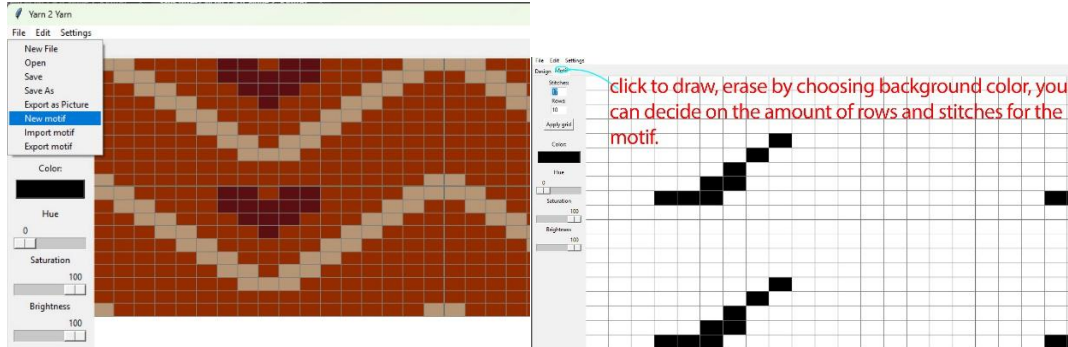 Yarn 2 Yarn
File Edit Settings
New File
Open
Save
Save As
Export as Picture
New motif
Import motif
Export motif
Color:
Hue
0
Saturation
100
Brightness
100
File Edit Settings
Design Motif
Stitches:
Rows:
10
Apply grid
Color:
Hue
0
Saturation
100
Brightness
100
click to draw, erase by choosing background color, you
can decide on the amount of rows and stitches for the
motif.